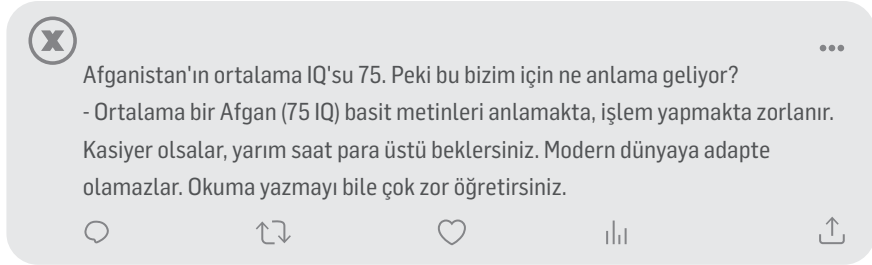 X
Afganistan'ın ortalama IQ'su 75. Peki bu bizim için ne anlama geliyor?
- Ortalama bir Afgan (75 IQ) basit metinleri anlamakta, işlem yapmakta zorlanır.
Kasiyer olsalar, yarım saat para üstü beklersiniz. Modern dünyaya adapte
olamazlar. Okuma yazmayı bile çok zor öğretirsiniz.